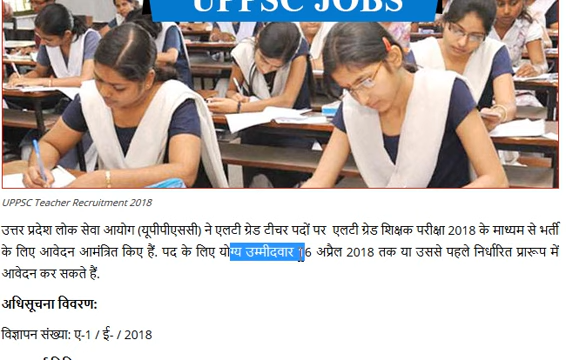 UPPSC JOBS
UPPSC Teacher Recruitment 2018
उत्तर प्रदेश लोक सेवा आयोग (यूपीपीएससी) ने एलटी ग्रेड टीचर पदों पर एलटी ग्रेड शिक्षक परीक्षा 2018 के माध्यम से भर्ती
के लिए आवेदन आमंत्रित किए हैं. पद के लिए योग्य उम्मीदवार 16 अप्रैल 2018 तक या उससे पहले निर्धारित प्रारूप में
आवेदन कर सकते हैं.
अधिसूचना विवरण:
विज्ञापन संख्या: ए-1 / ई- / 2018